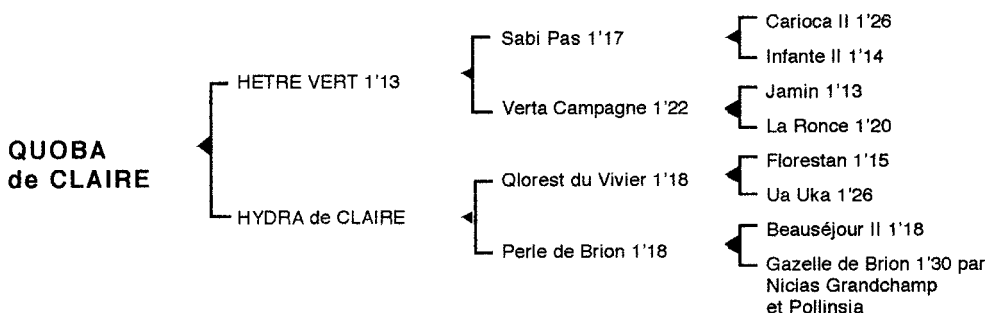 QUOBA
de CLAIRE
HETRE VERT 1'13
HYDRA de CLAIRE
Sabi Pas 1'17
Verta Campagne 1'22
Qlorest du Vivier 1'18
Perle de Brion 1'18
Carioca II 1'26
Infante II 1'14
Jamin 1'13
La Ronce 1'20
Florestan 1'15
Ua Uka 1'26
Beauséjour II 1'18
Gazelle de Brion 1'30 par
Nicias Grandchamp
et Pollinsia